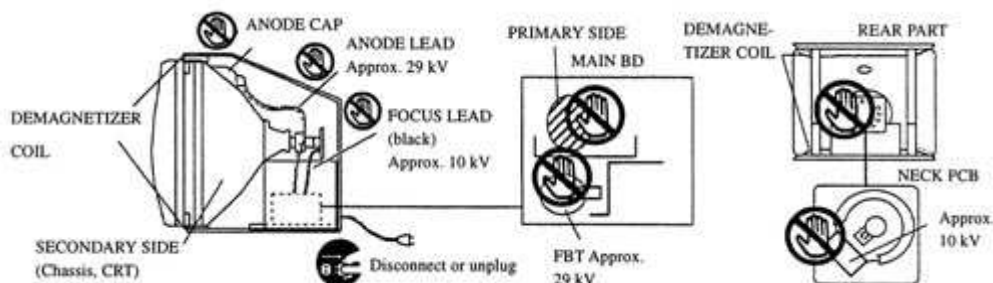 ANODE CAP
ANODE LEAD
Approx. 29 kV
DEMAGNETIZER
COIL
FOCUS LEAD
(black)
Approx. 10 kV
SECONDARY SIDE
(Chassis, CRT)
Disconnect or unplug
PRIMARY SIDE
MAIN BD
FBT Approx.
29 kV
DEMAGNE-
TIZER COIL
REAR PART
NECK PCB
Approx.
10 kV